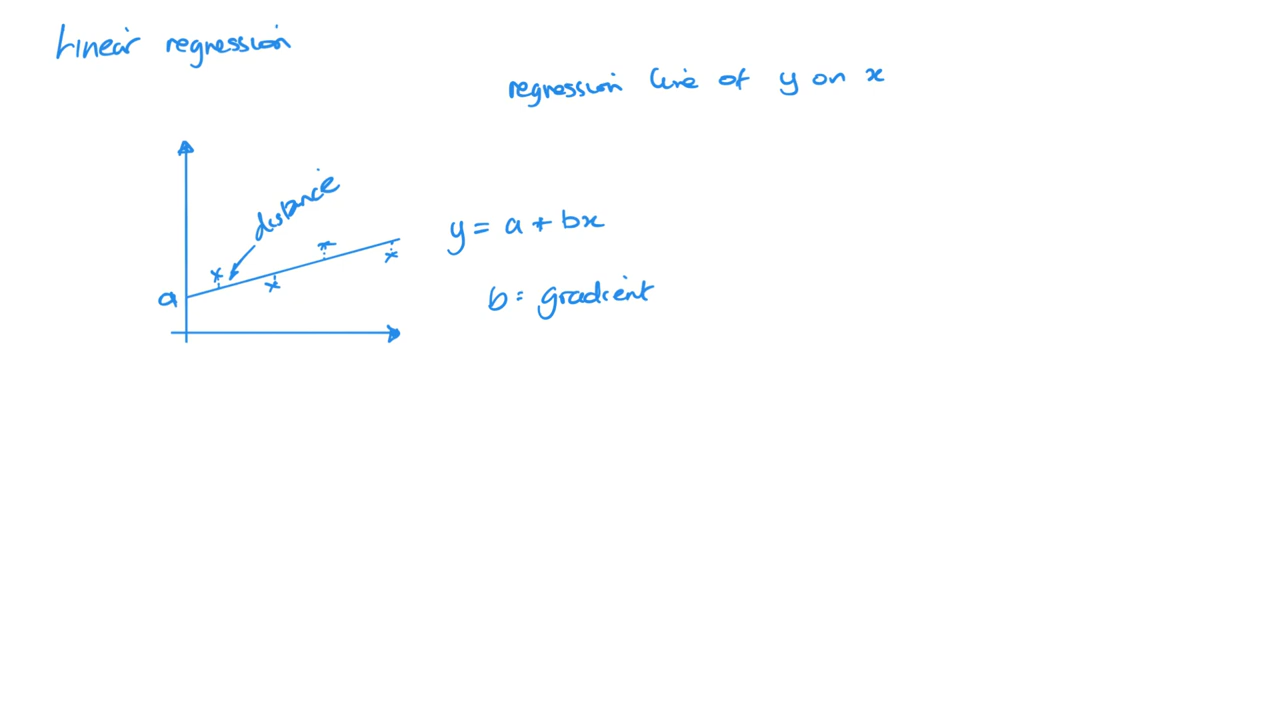 Linear regression
regression line of y on x
distance
y = a + bx
a
b = gradient